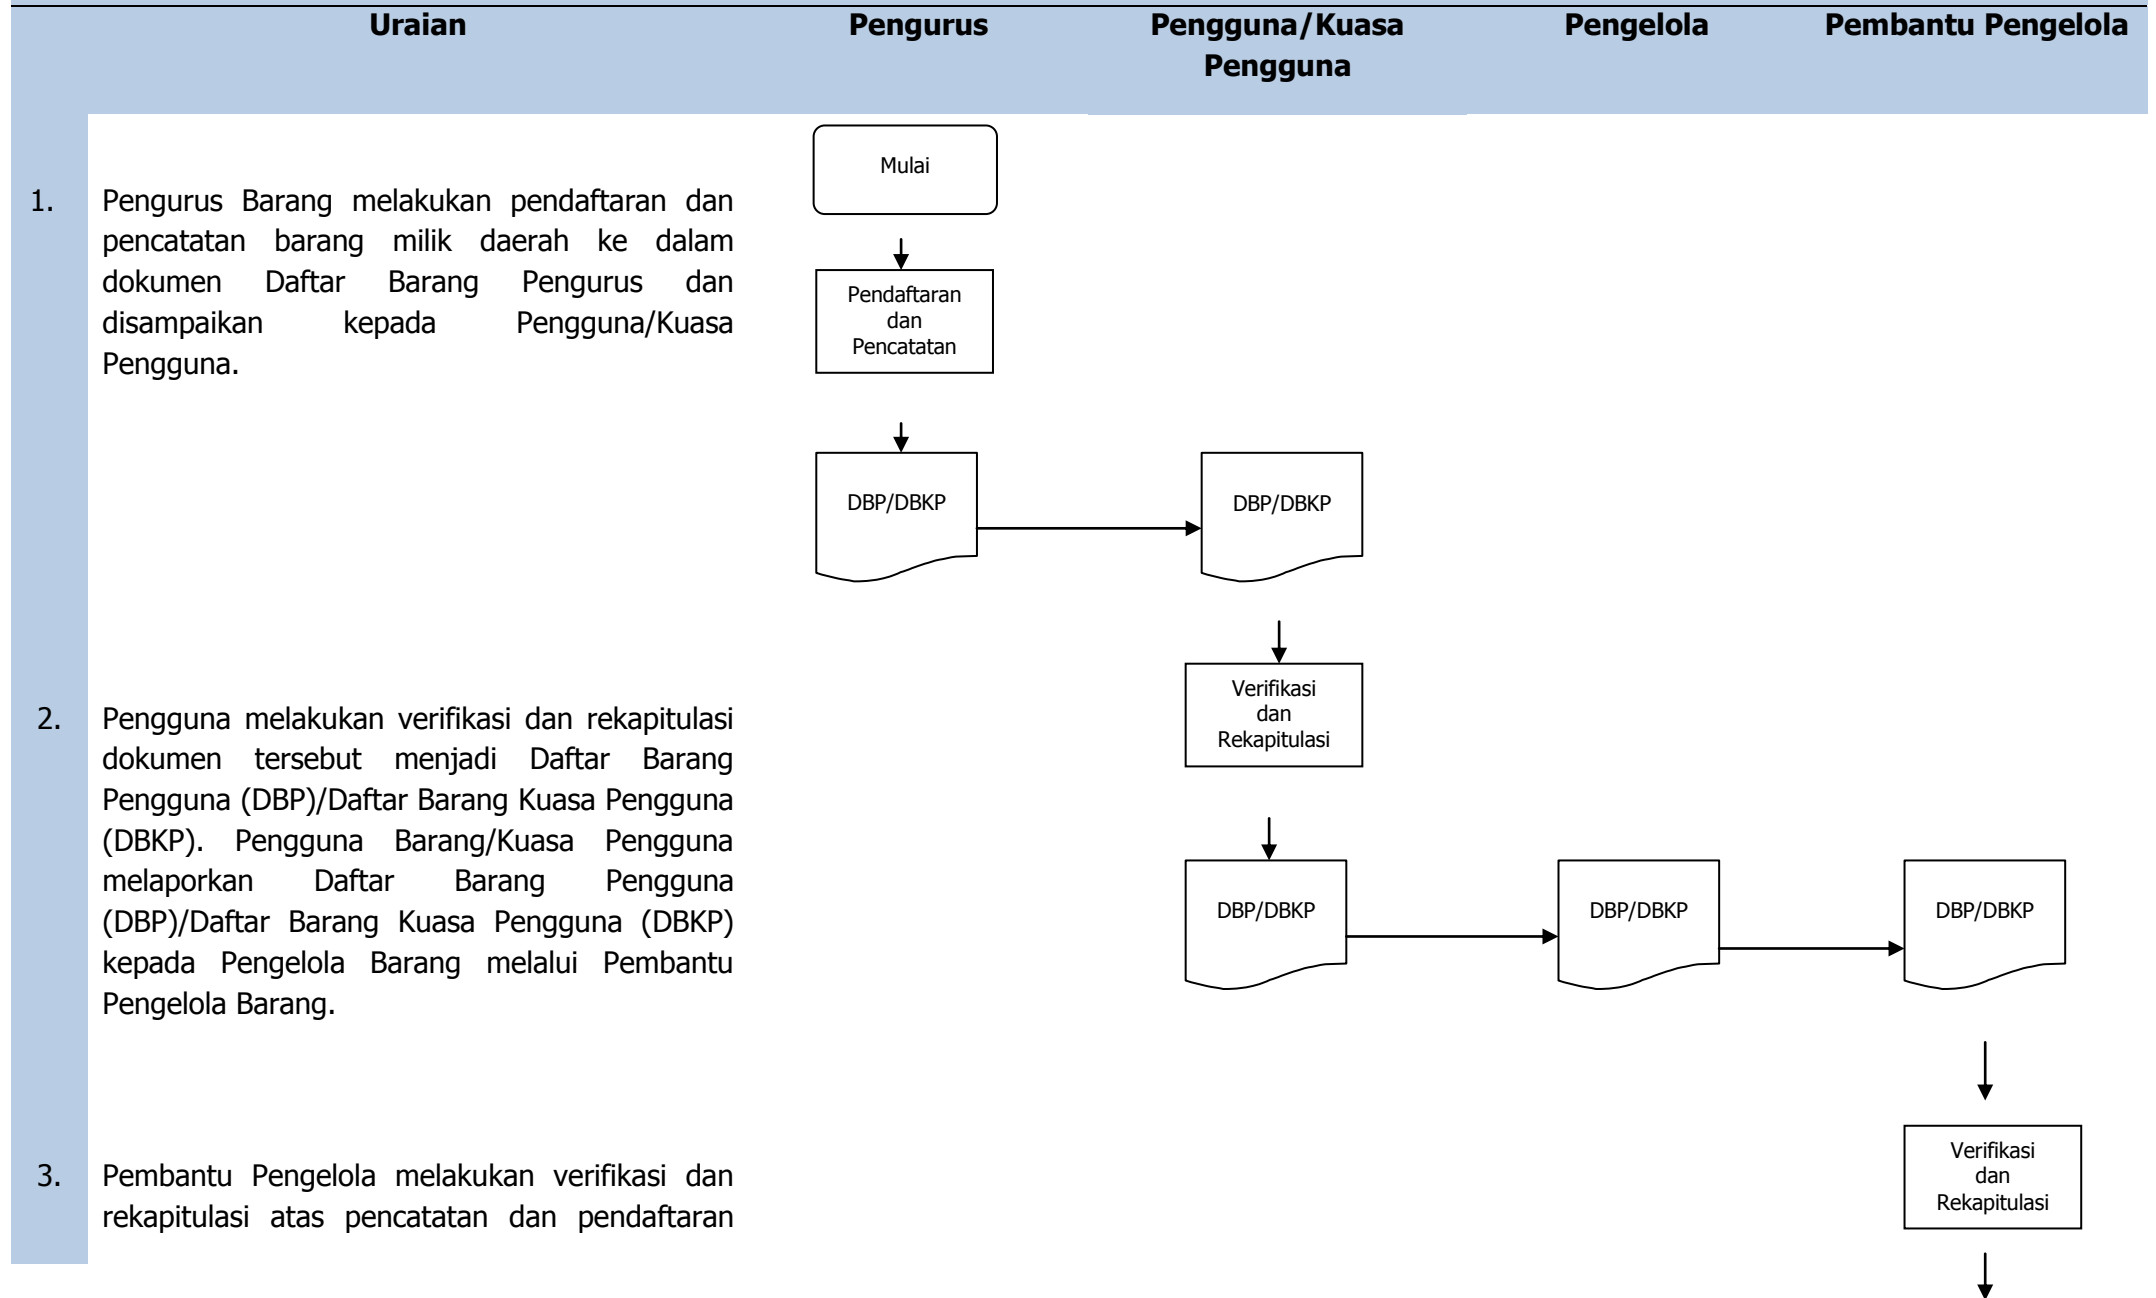 Uraian
Pengurus
Pengguna/Kuasa
Pengguna
Pengelola
Pembantu Pengelola
Mulai
1.
Pengurus Barang melakukan pendaftaran dan
pencatatan barang milik daerah ke dalam
dokumen Daftar Barang Pengurus dan
disampaikan kepada Pengguna/Kuasa
Pengguna.
Pendaftaran
dan
Pencatatan
DBP/DBKP
DBP/DBKP
Verifikasi
dan
Rekapitulasi
2.
Pengguna melakukan verifikasi dan rekapitulasi
dokumen tersebut menjadi Daftar Barang
Pengguna (DBP)/Daftar Barang Kuasa Pengguna
(DBKP). Pengguna Barang/Kuasa Pengguna
melaporkan Daftar Barang Pengguna
(DBP)/Daftar Barang Kuasa Pengguna (DBKP)
kepada Pengelola Barang melalui Pembantu
Pengelola Barang.
DBP/DBKP
DBP/DBKP
DBP/DBKP
3.
Pembantu Pengelola melakukan verifikasi dan
rekapitulasi atas pencatatan dan pendaftaran
Verifikasi
dan
Rekapitulasi